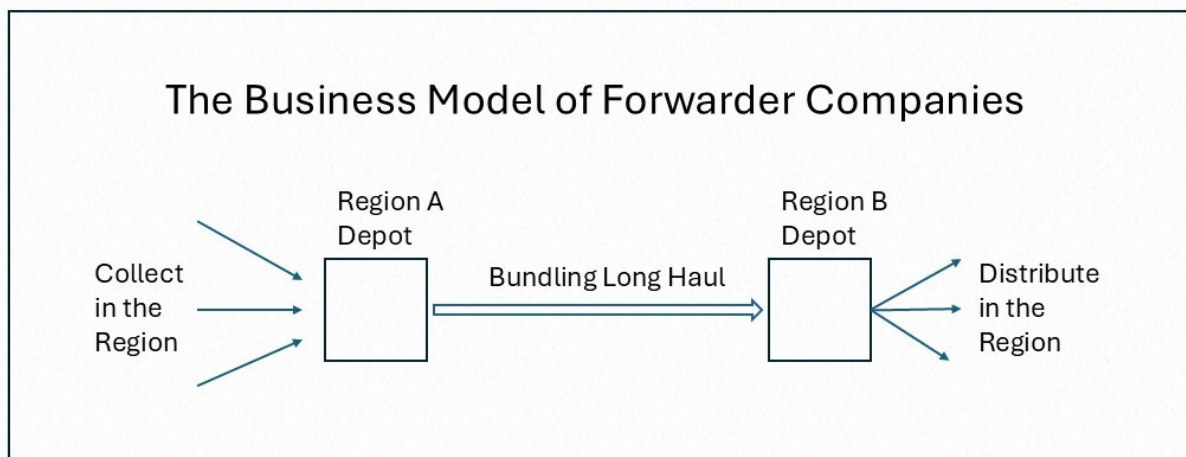 The Business Model of Forwarder Companies
Region A
Depot
Region B
Depot
Collect
in the
Region
Bundling Long Haul
Distribute
in the
Region